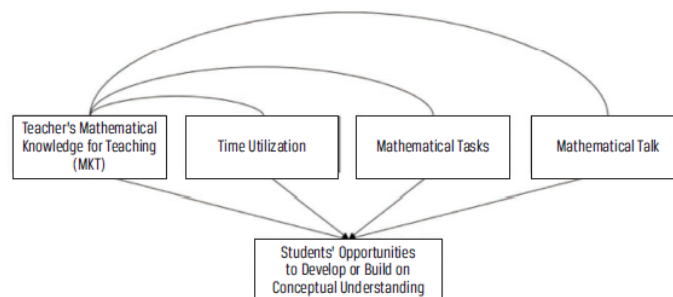 Teacher's Mathematical
Knowledge for Teaching
(MKT)
Time Utilization
Mathematical Tasks
Mathematical Talk
Students' Opportunities
to Develop or Build on
Conceptual Understanding